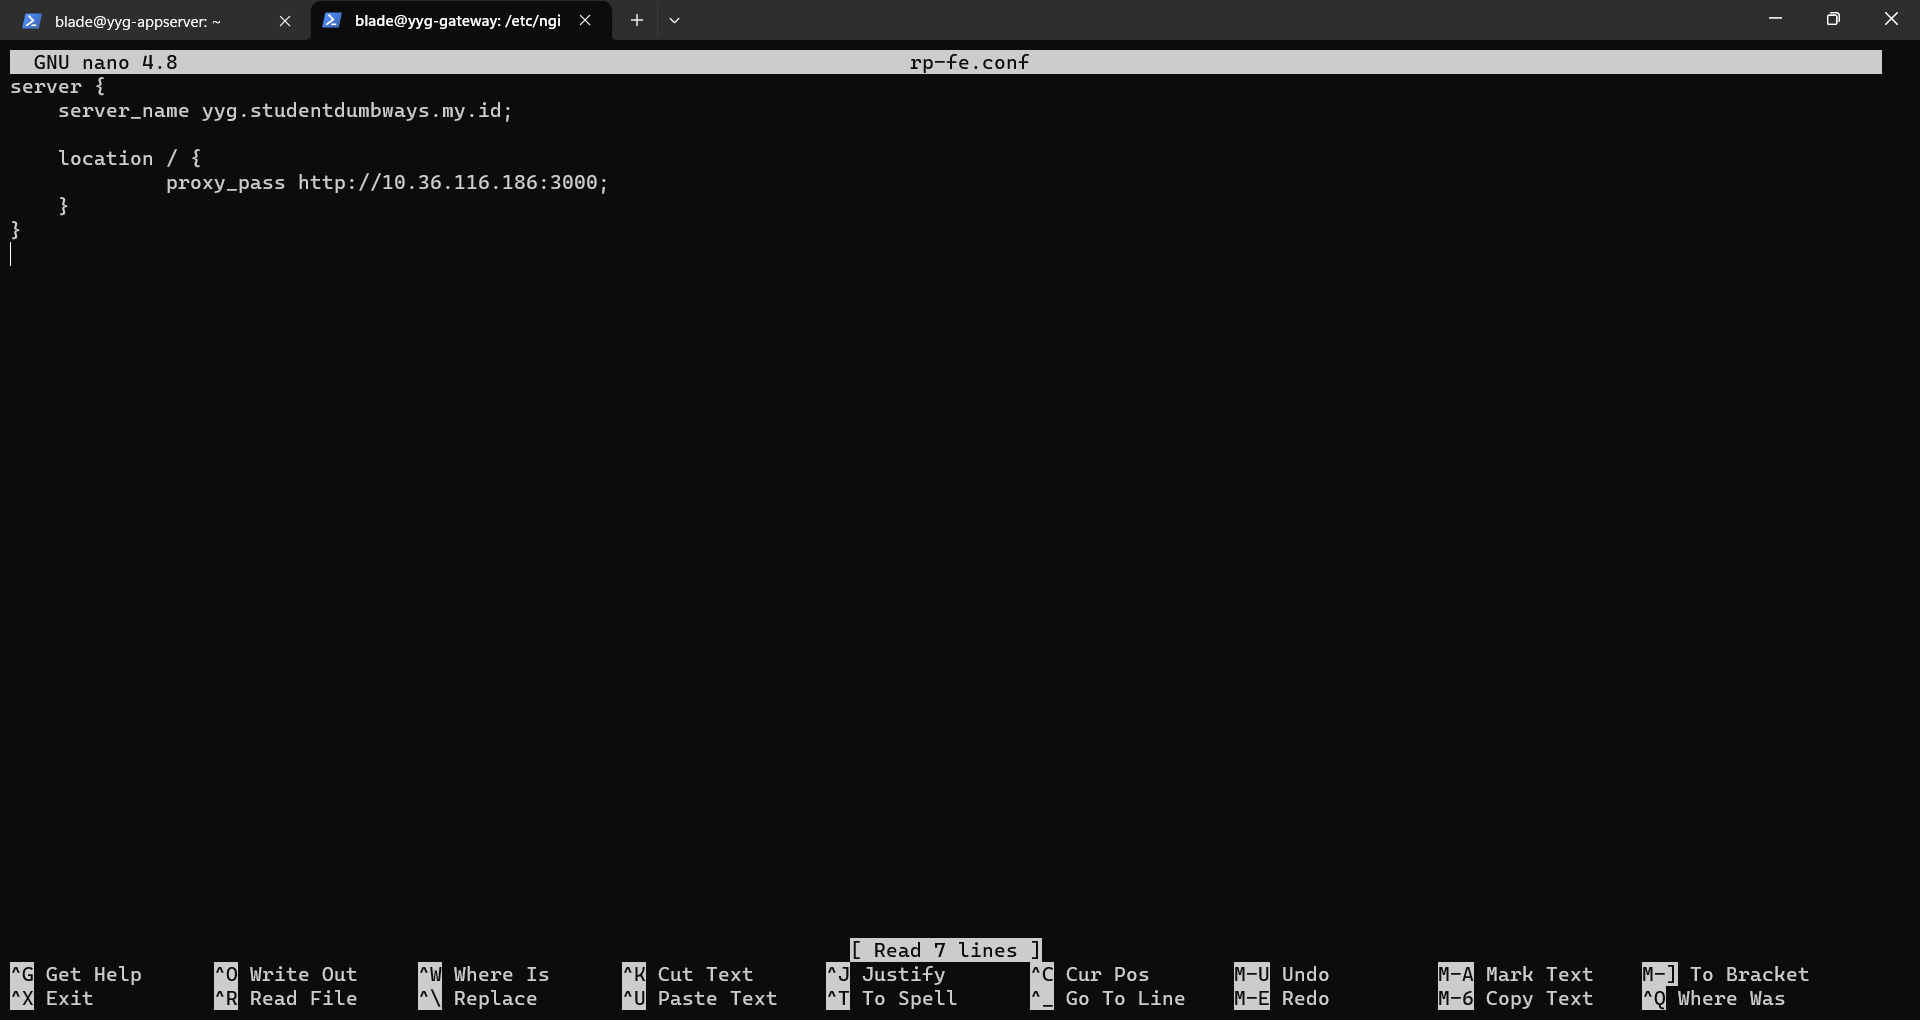 blade@yyg-appserver: ~
blade@yyg-gateway: /etc/ngi
GNU nano 4.8 rp-fe.conf
server {
    server_name yyg.studentdumbways.my.id;

    location / {
             proxy_pass http://10.36.116.186:3000;
    }
}
[ Read 7 lines ]
^G Get Help ^O Write Out ^W Where Is ^K Cut Text ^J Justify ^C Cur Pos M-U Undo M-A Mark Text M-] To Bracket
^X Exit ^R Read File ^\ Replace ^U Paste Text ^T To Spell ^_ Go To Line M-E Redo M-6 Copy Text ^Q Where Was